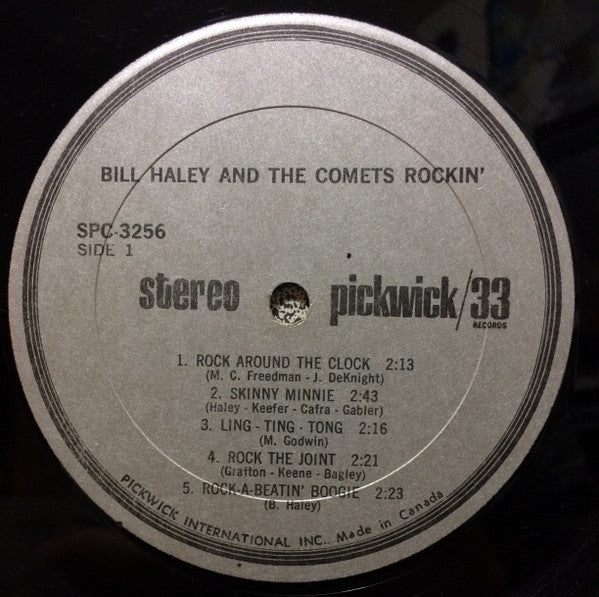 BILL HALEY AND THE COMETS ROCKIN'
SPC-3256
SIDE 1
stereo pickwick/33
RECORDS
1. ROCK AROUND THE CLOCK 2:13
(M. C. Freedman - J. DeKnight)
2. SKINNY MINNIE 2:43
(Haley - Keefer - Cafra - Gabler)
3. LING - TING - TONG 2:16
(M. Godwin)
4. ROCK THE JOINT 2:21
(Gratton - Keene - Bagley)
5. ROCK-A-BEATIN' BOOGIE 2:23
(B. Haley)
PICKWICK INTERNATIONAL INC.. Made in Canada